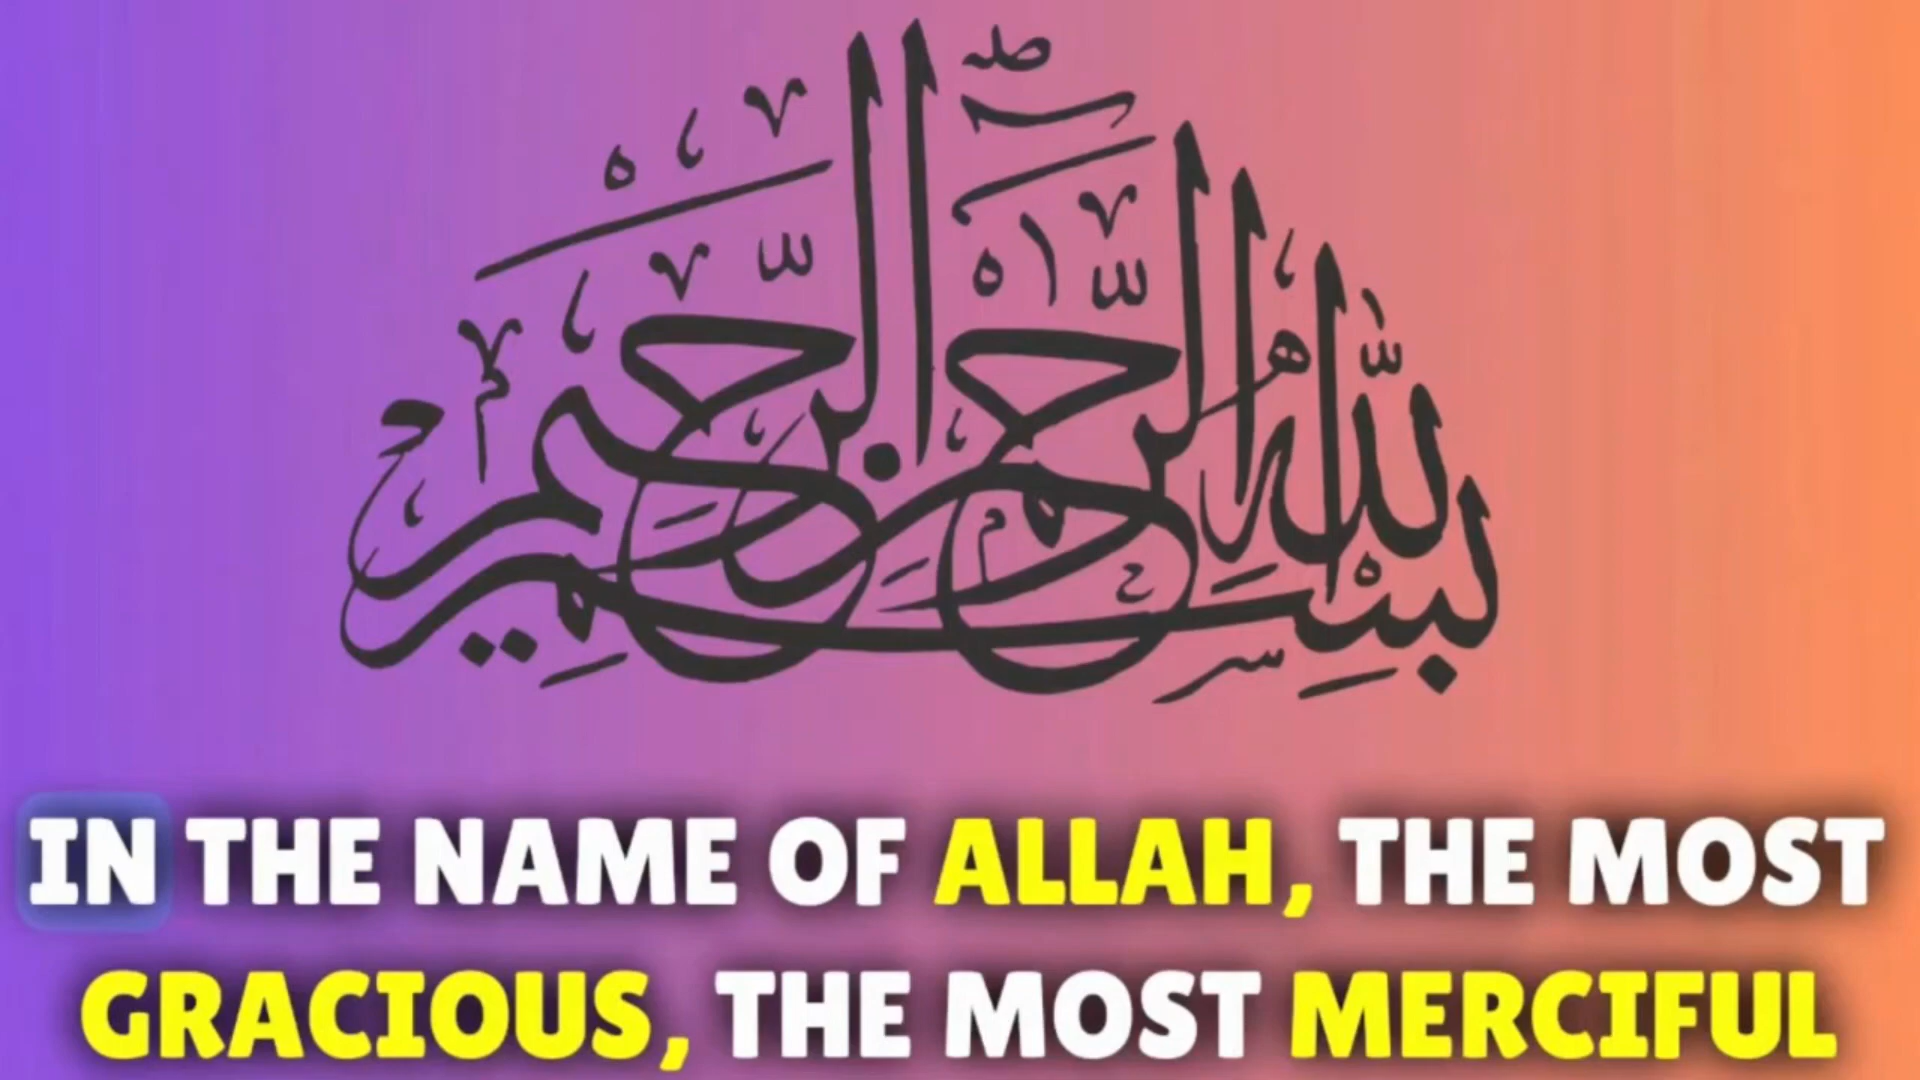 بسم الله الرحمن الرحيم
IN THE NAME OF ALLAH, THE MOST
GRACIOUS, THE MOST MERCIFUL